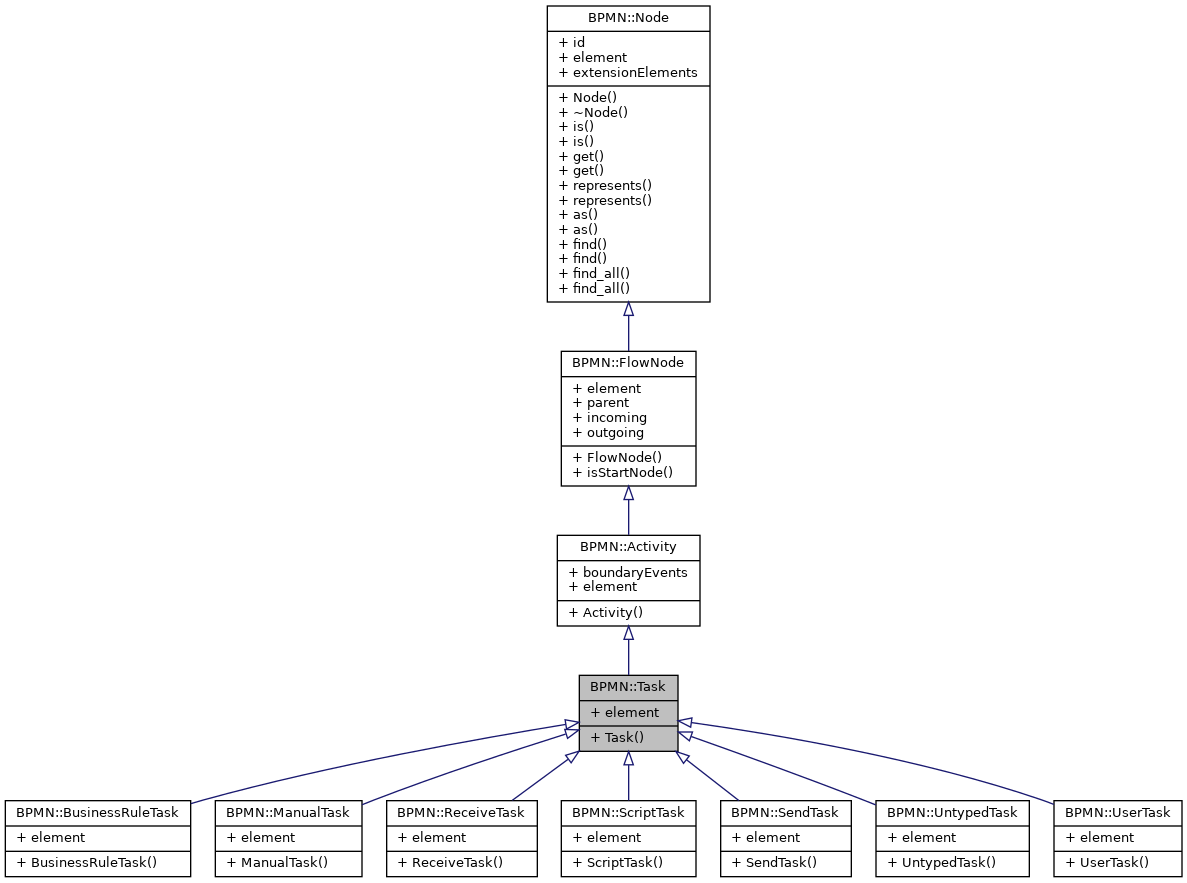 BPMN::Node
+ id
+ element
+ extensionElements
+ Node()
+ ~Node()
+ is()
+ is()
+ get()
+ get()
+ represents()
+ represents()
+ as()
+ as()
+ find()
+ find()
+ find_all()
+ find_all()
BPMN::FlowNode
+ element
+ parent
+ incoming
+ outgoing
+ FlowNode()
+ isStartNode()
BPMN::Activity
+ boundaryEvents
+ element
+ Activity()
BPMN::Task
+ element
+ Task()
BPMN::BusinessRuleTask
+ element
+ BusinessRuleTask()
BPMN::ManualTask
+ element
+ ManualTask()
BPMN::ReceiveTask
+ element
+ ReceiveTask()
BPMN::ScriptTask
+ element
+ ScriptTask()
BPMN::SendTask
+ element
+ SendTask()
BPMN::UntypedTask
+ element
+ UntypedTask()
BPMN::UserTask
+ element
+ UserTask()